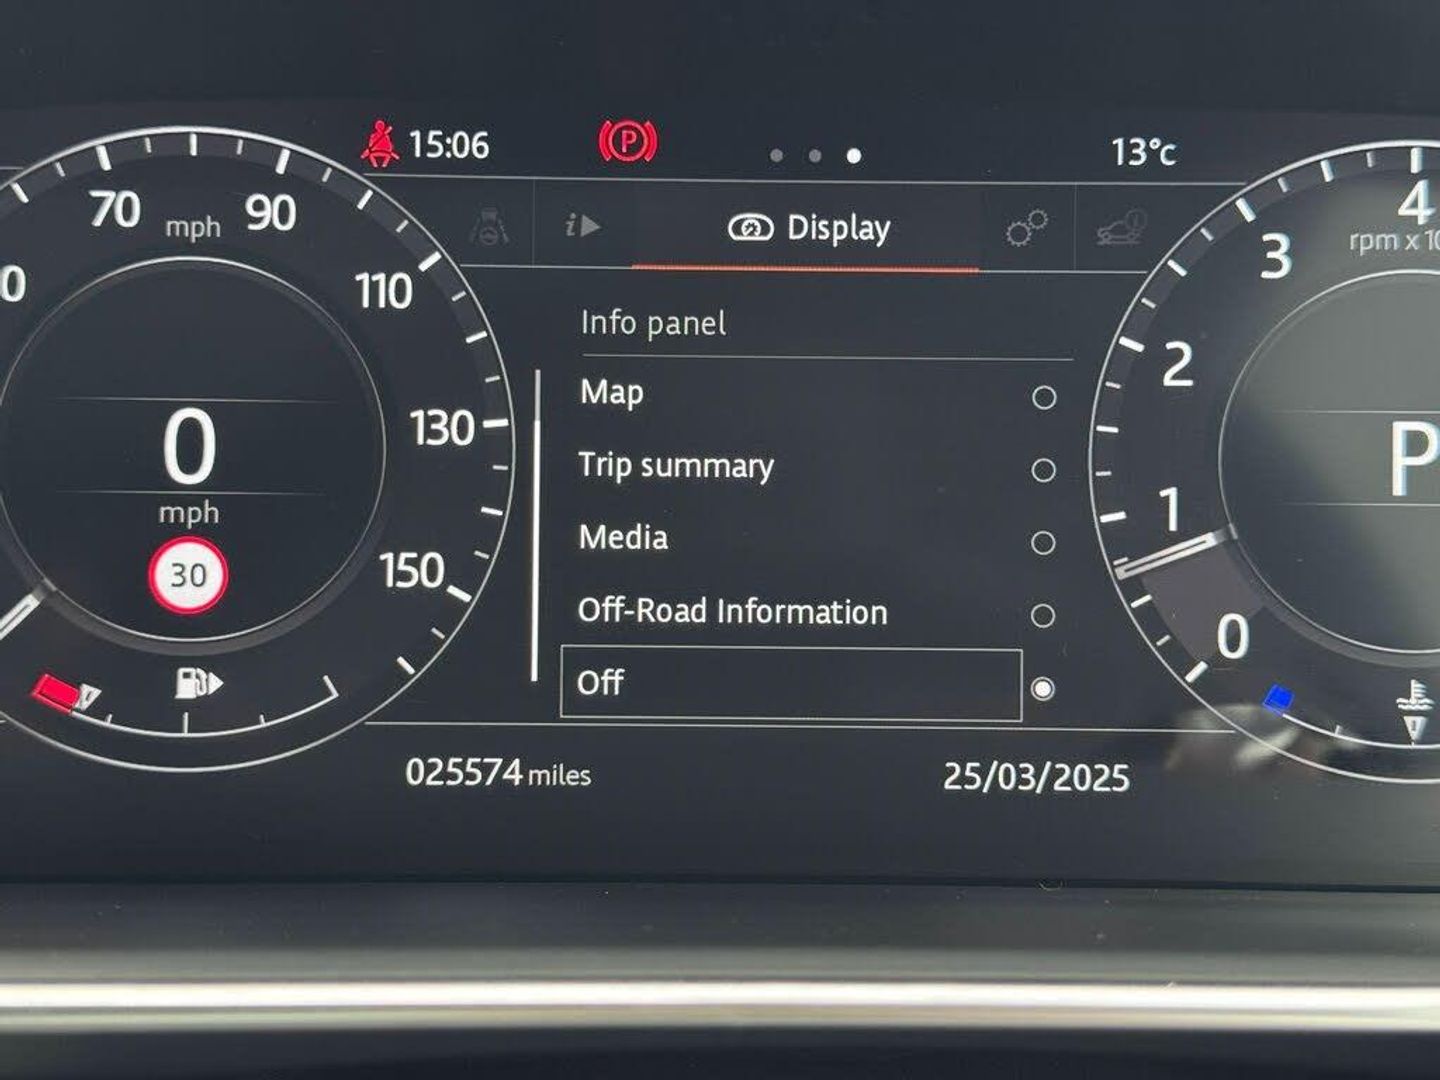 15:06
P
13°c
i
Display
70
mph
90
110
130
150
0
mph
30
Info panel
Map
Trip summary
Media
Off-Road Information
Off
4
rpm x 10
3
2
1
0
P
025574 miles
25/03/2025